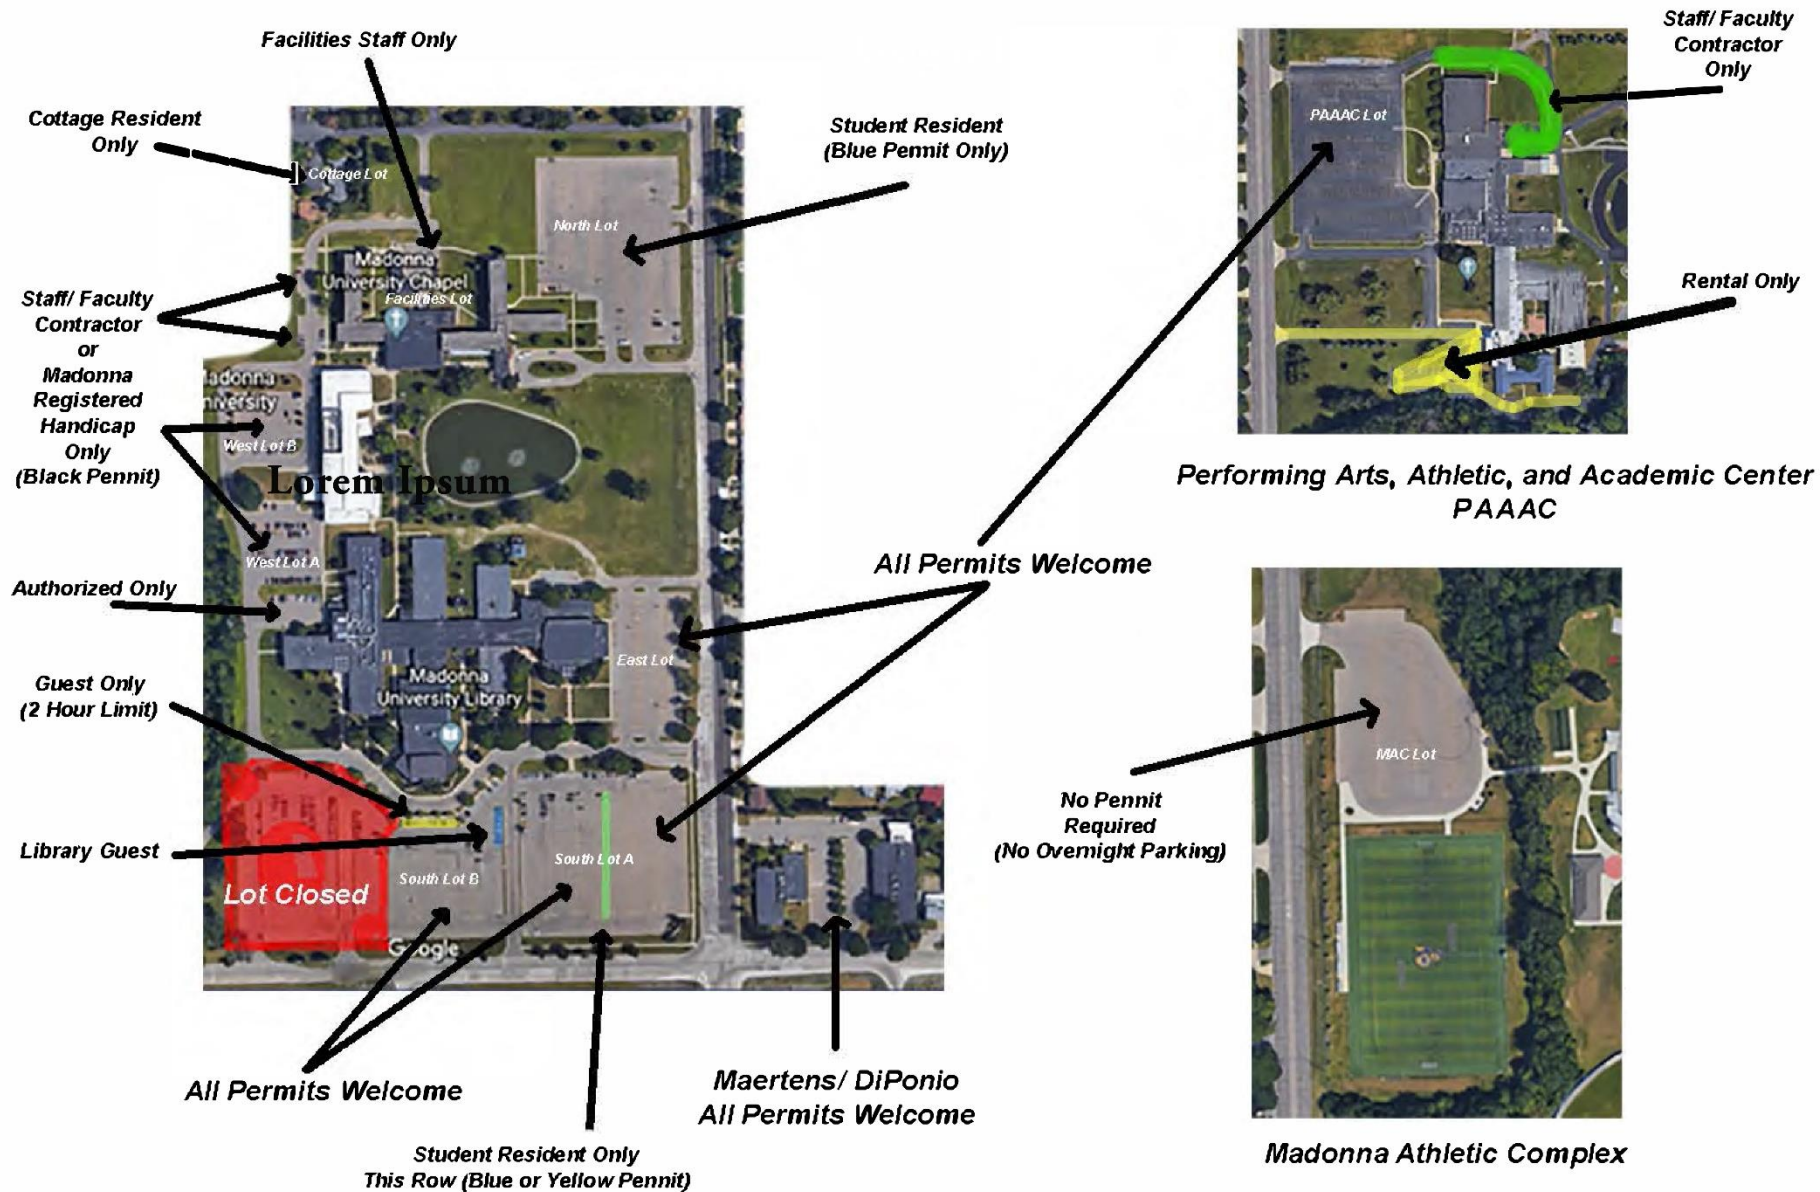 Facilities Staff Only
Cottage Resident
Only
Cottage Lot
Student Resident
(Blue Permit Only)
North Lot
Madonna
University Chapel
Facilities Lot
Staff/ Faculty
Contractor
or
Madonna
Registered
Handicap
Only
(Black Pennit)
Madonna
University
West Lot B
Lorem Ipsum
West Lot A
Authorized Only
East Lot
Madonna
University Library
Guest Only
(2 Hour Limit)
Library Guest
Lot Closed
South Lot B
South Lot A
Google
All Permits Welcome
Student Resident Only
This Row (Blue or Yellow Pennit)
Maertens/ DiPonio
All Permits Welcome
All Permits Welcome
Staff/ Faculty
Contractor
Only
PAAAC Lot
Rental Only
Performing Arts, Athletic, and Academic Center
PAAAC
MAC Lot
No Pennit
Required
(No Overnight Parking)
Madonna Athletic Complex